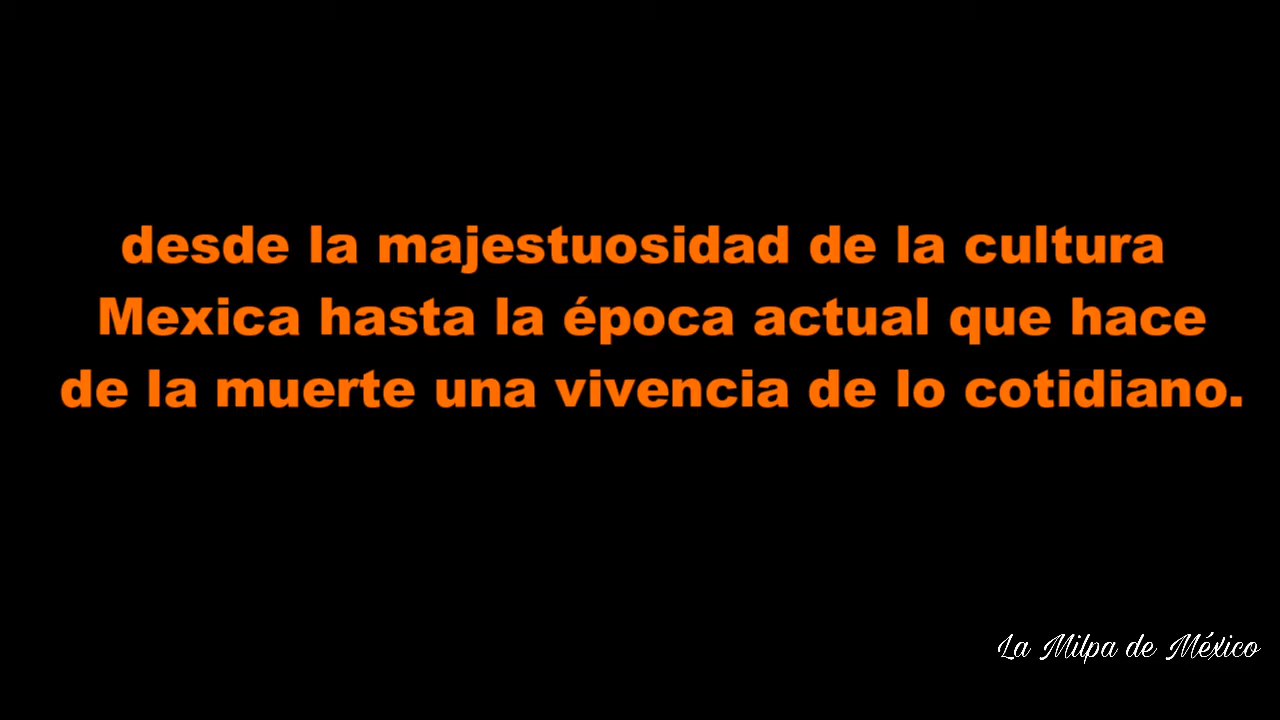 desde la majestuosidad de la cultura
Mexica hasta la época actual que hace
de la muerte una vivencia de lo cotidiano.
La Milpa de México